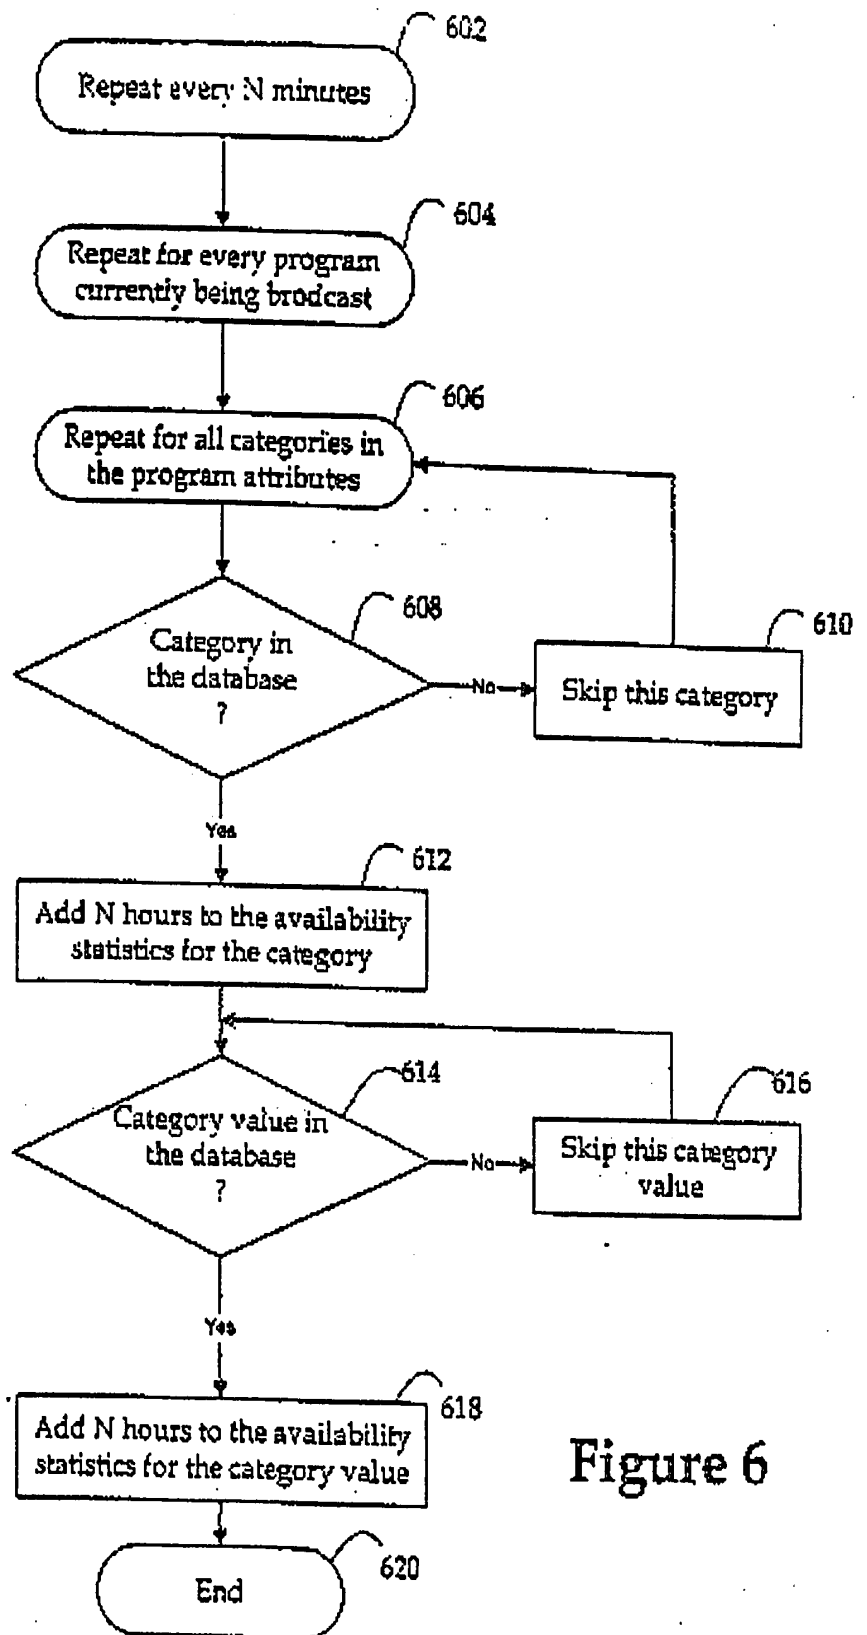 602
Repeat every N minutes
604
Repeat for every program
currently being brodcast
606
Repeat for all categories in
the program attributes
608
Category in
the database
?
No
610
Skip this category
Yes
612
Add N hours to the availability
statistics for the category
614
Category value in
the database
?
No
616
Skip this category
value
Yes
618
Add N hours to the availability
statistics for the category value
620
End
Figure 6